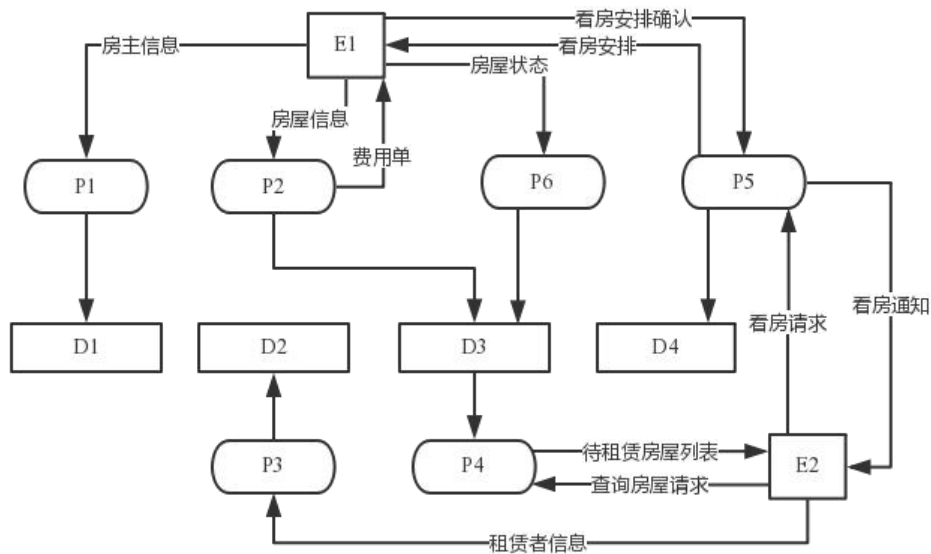 看房安排确认
E1
房主信息
看房安排
房屋状态
房屋信息
费用单
P1
P2
P6
P5
看房通知
看房请求
D1
D2
D3
D4
P3
P4
待租赁房屋列表
E2
查询房屋请求
租赁者信息